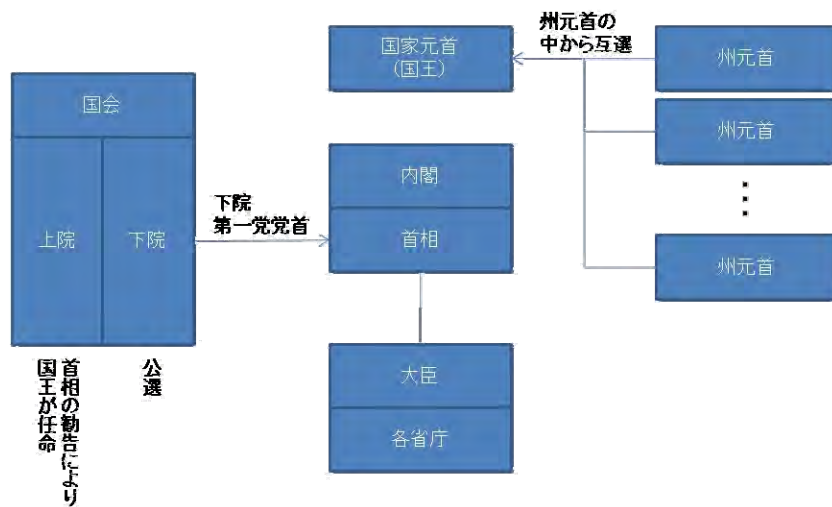 国会
上院
下院
首相の勧告により
国王が任命
公選
下院
第一党党首
国家元首
(国王)
内閣
首相
大臣
各省庁
州元首の
中から互選
州元首
州元首
⋮
州元首